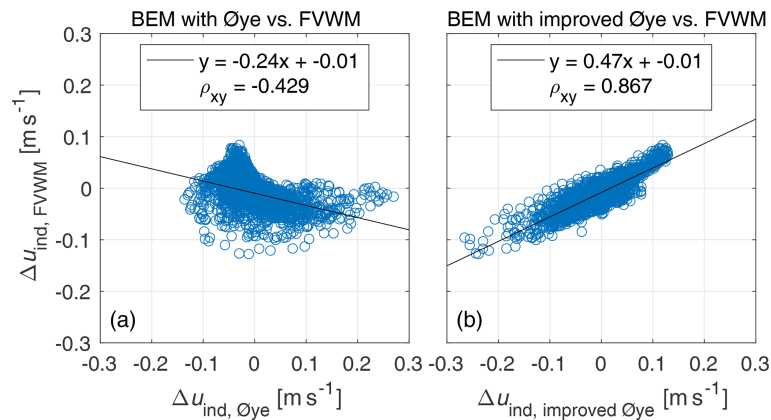 BEM with Øye vs. FVWM
y = -0.24x + -0.01
ρxy = -0.429
0.3
0.2
0.1
0
-0.1
-0.2
-0.3
Δuind, FVWM [m s-1]
(a)
-0.3 -0.2 -0.1 0 0.1 0.2 0.3
Δuind, Øye [m s-1]
BEM with improved Øye vs. FVWM
y = 0.47x + -0.01
ρxy = 0.867
(b)
-0.3 -0.2 -0.1 0 0.1 0.2 0.3
Δuind, improved Øye [m s-1]